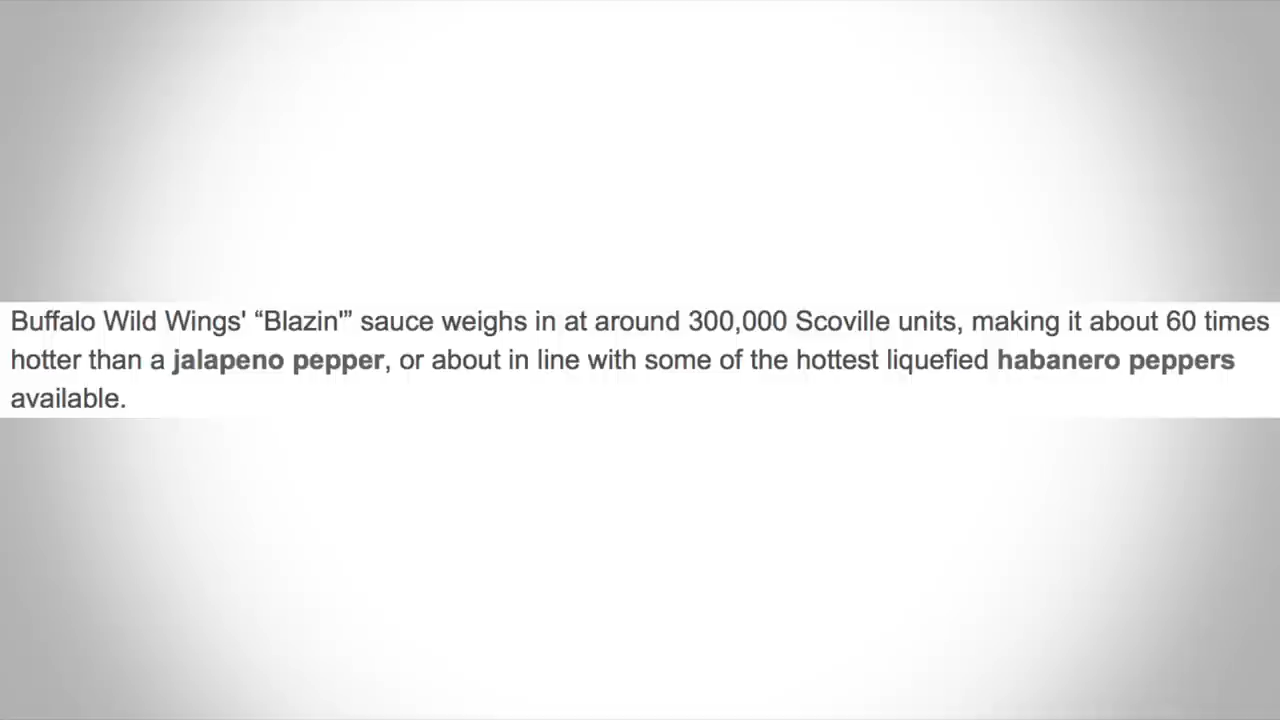 Buffalo Wild Wings' “Blazin'” sauce weighs in at around 300,000 Scoville units, making it about 60 times
hotter than a jalapeno pepper, or about in line with some of the hottest liquefied habanero peppers
available.